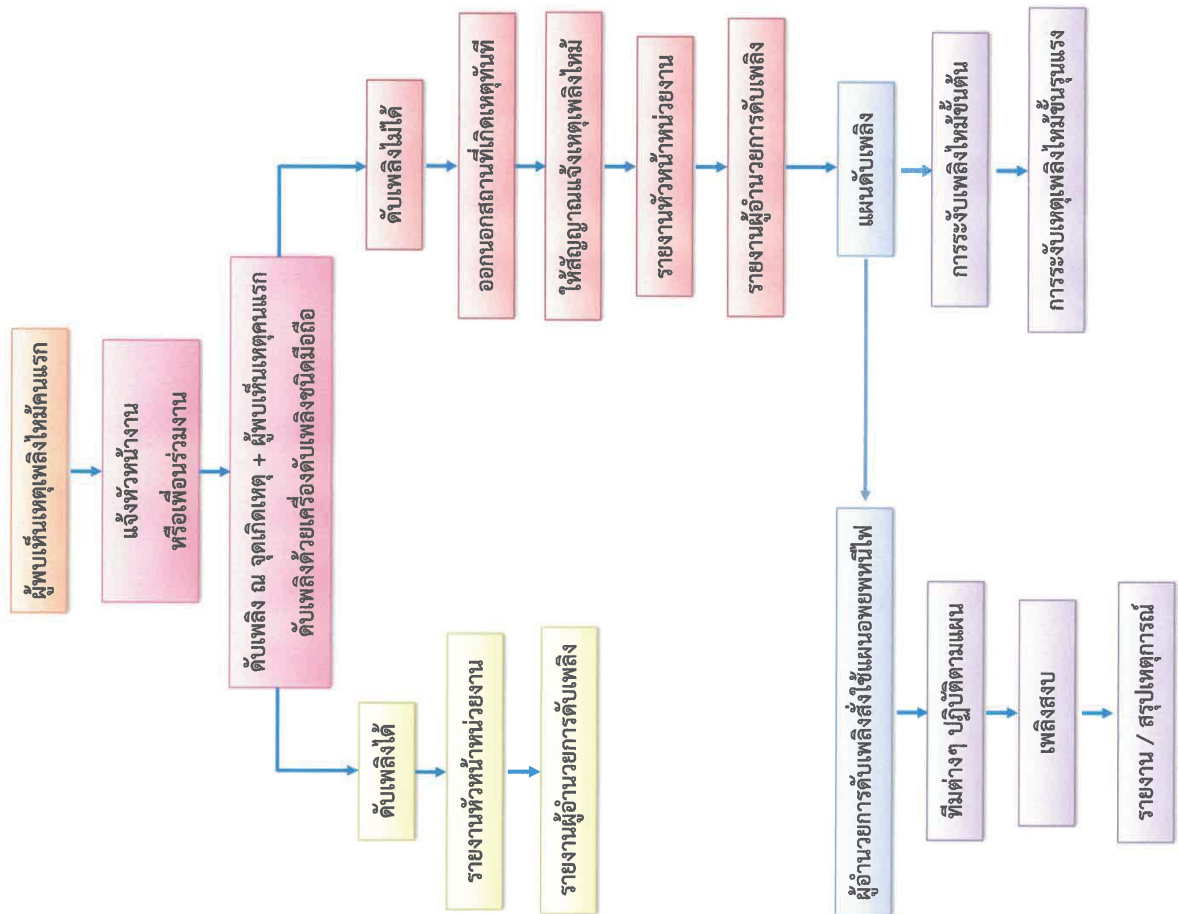 ผู้พบเห็นเหตุเพลิงไหม้คนแรก
แจ้งหัวหน้างาน
หรือเพื่อนร่วมงาน
ดับเพลิง ณ จุดเกิดเหตุ + ผู้พบเห็นเหตุคนแรก
ดับเพลิงด้วยเครื่องดับเพลิงชนิดมือถือ
ดับเพลิงได้
รายงานหัวหน้าหน่วยงาน
รายงานผู้อำนวยการดับเพลิง
ดับเพลิงไม่ได้
ออกนอกสถานที่เกิดเหตุทันที
ให้สัญญาณแจ้งเหตุเพลิงไหม้
รายงานหัวหน้าหน่วยงาน
รายงานผู้อำนวยการดับเพลิง
แผนดับเพลิง
การระงับเพลิงไหม้ขั้นต้น
การระงับเหตุเพลิงไหม้ขั้นรุนแรง
ผู้อำนวยการดับเพลิงสั่งใช้แผนอพยพหนีไฟ
ทีมต่างๆ ปฏิบัติตามแผน
เพลิงสงบ
รายงาน / สรุปเหตุการณ์